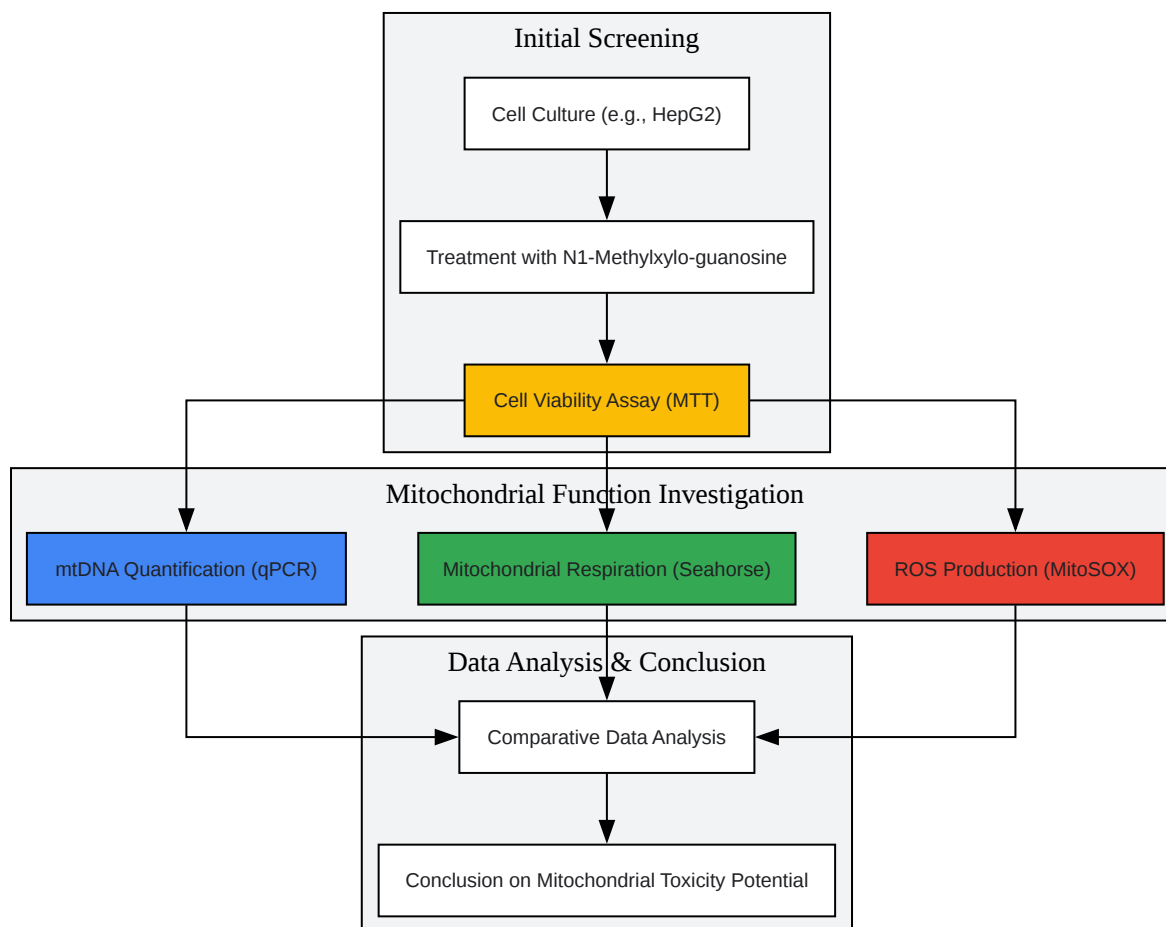 Initial Screening
Cell Culture (e.g., HepG2)
Treatment with N1-Methylxylo-guanosine
Cell Viability Assay (MTT)
Mitochondrial Function Investigation
mtDNA Quantification (qPCR)
Mitochondrial Respiration (Seahorse)
ROS Production (MitoSOX)
Data Analysis & Conclusion
Comparative Data Analysis
Conclusion on Mitochondrial Toxicity Potential